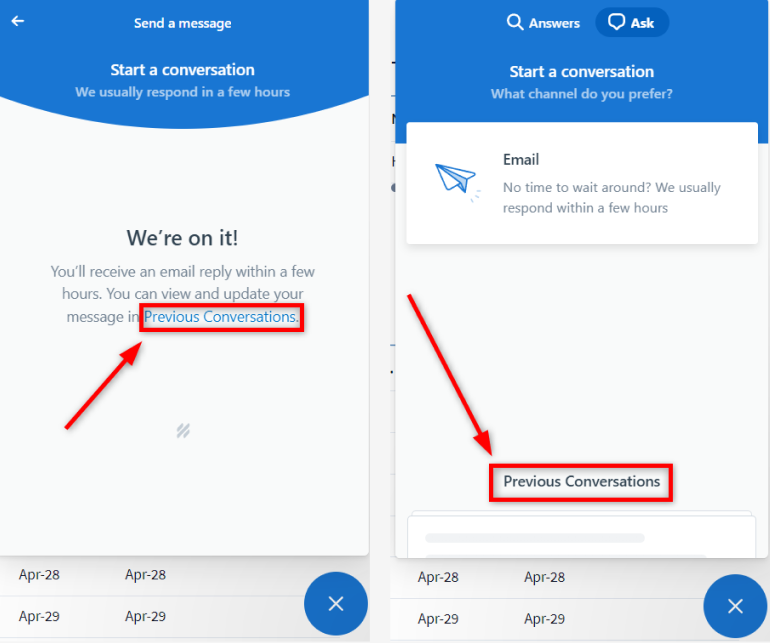 Send a message
Start a conversation
We usually respond in a few hours
We're on it!
You'll receive an email reply within a few
hours. You can view and update your
message in Previous Conversations.
Apr-28 Apr-28
Apr-29 Apr-29
Answers Ask
Start a conversation
What channel do you prefer?
Email
No time to wait around? We usually
respond within a few hours
Previous Conversations
Apr-28 Apr-28
Apr-29 Apr-29